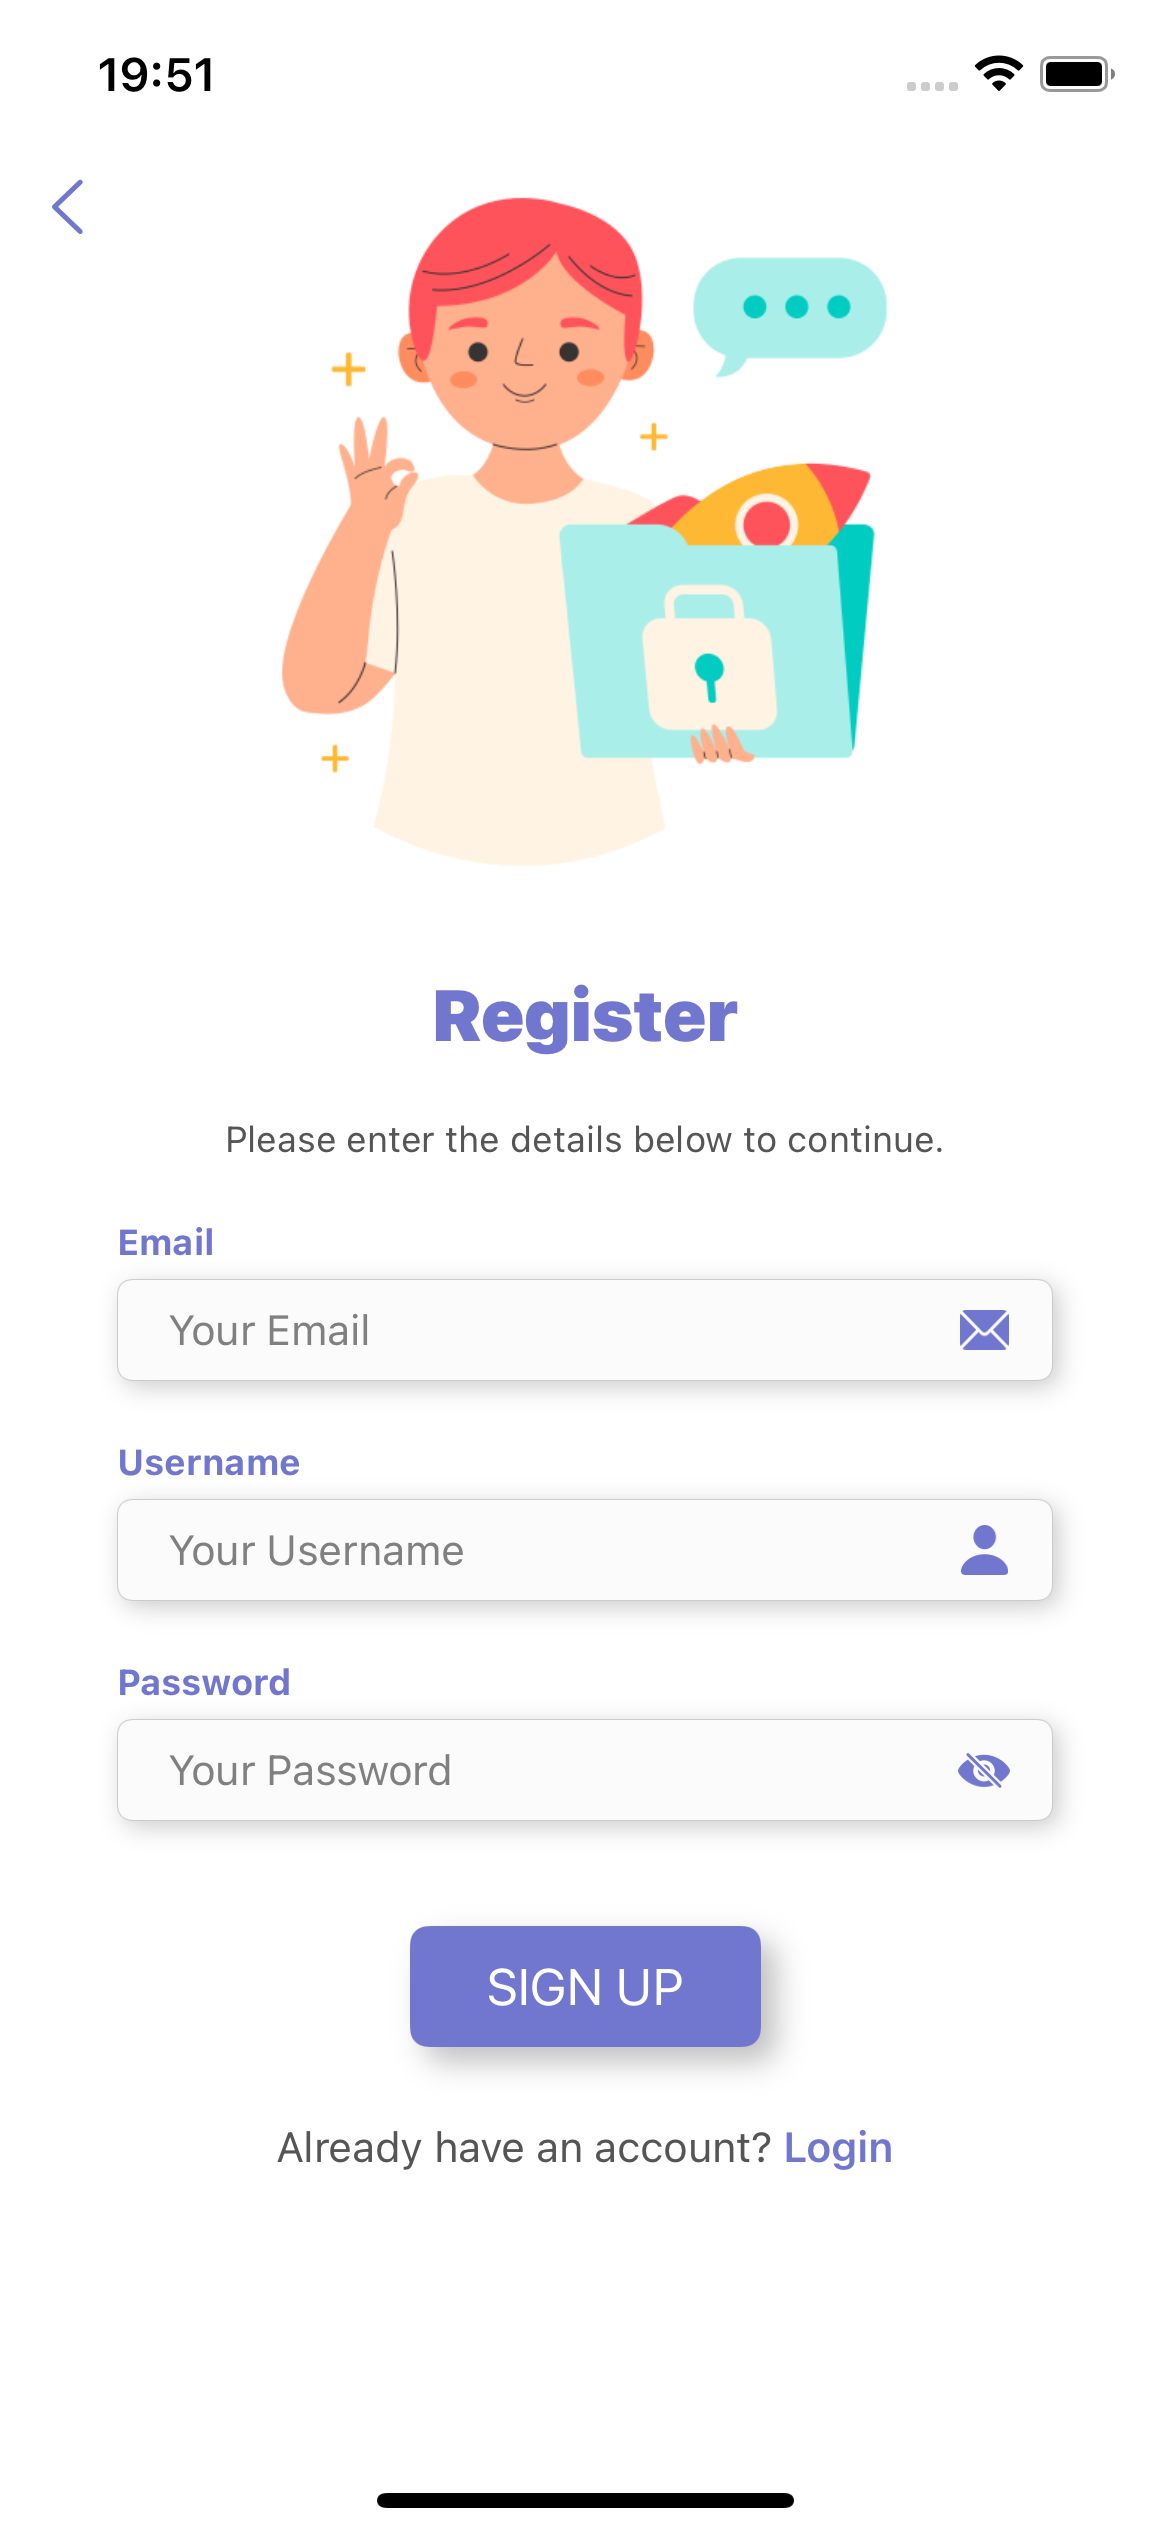 19:51
Register
Please enter the details below to continue.
Email
Your Email
Username
Your Username
Password
Your Password
SIGN UP
Already have an account? Login